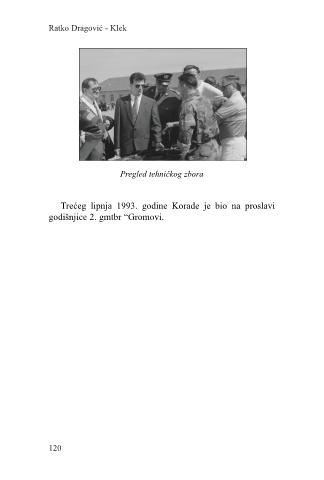 Ratko Dragović - Klek
Pregled tehničkog zbora
Trećeg lipnja 1993. godine Korade je bio na proslavi
godišnjice 2. gmtbr “Gromovi.
120